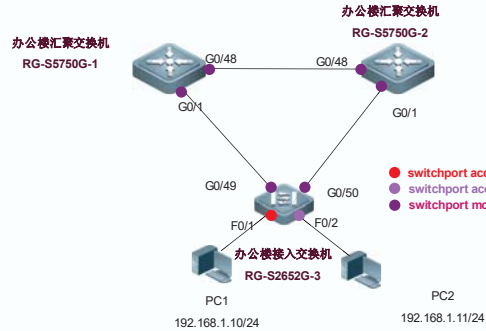 办公楼汇聚交换机
RG-S5750G-2
办公楼汇聚交换机
RG-S5750G-1
G0/48
G0/48
G0/1
G0/1
G0/49
G0/50
switchport acc
switchport acc
switchport mo
F0/1
F0/2
办公楼接入交换机
RG-S2652G-3
PC1
192.168.1.10/24
PC2
192.168.1.11/24